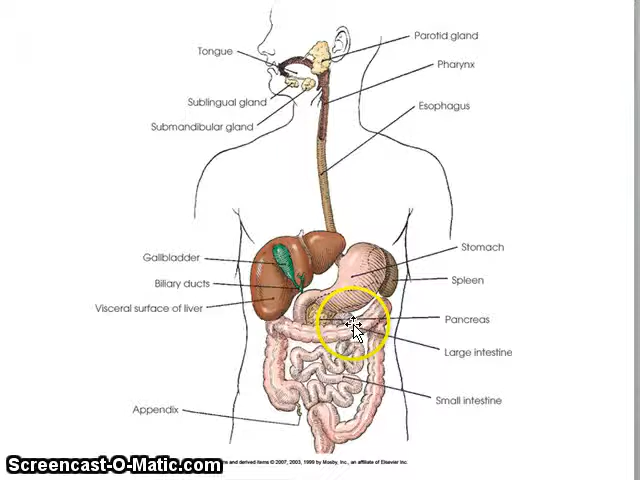 Parotid gland
Tongue
Pharynx
Sublingual gland
Esophagus
Submandibular gland
Stomach
Gallbladder
Spleen
Biliary ducts
Visceral surface of liver
Pancreas
Large intestine
Small intestine
Appendix
and derived items © 2007, 2003, 1999 by Mosby, Inc., an affiliate of Elsevier Inc.
Screencast-O-Matic.com